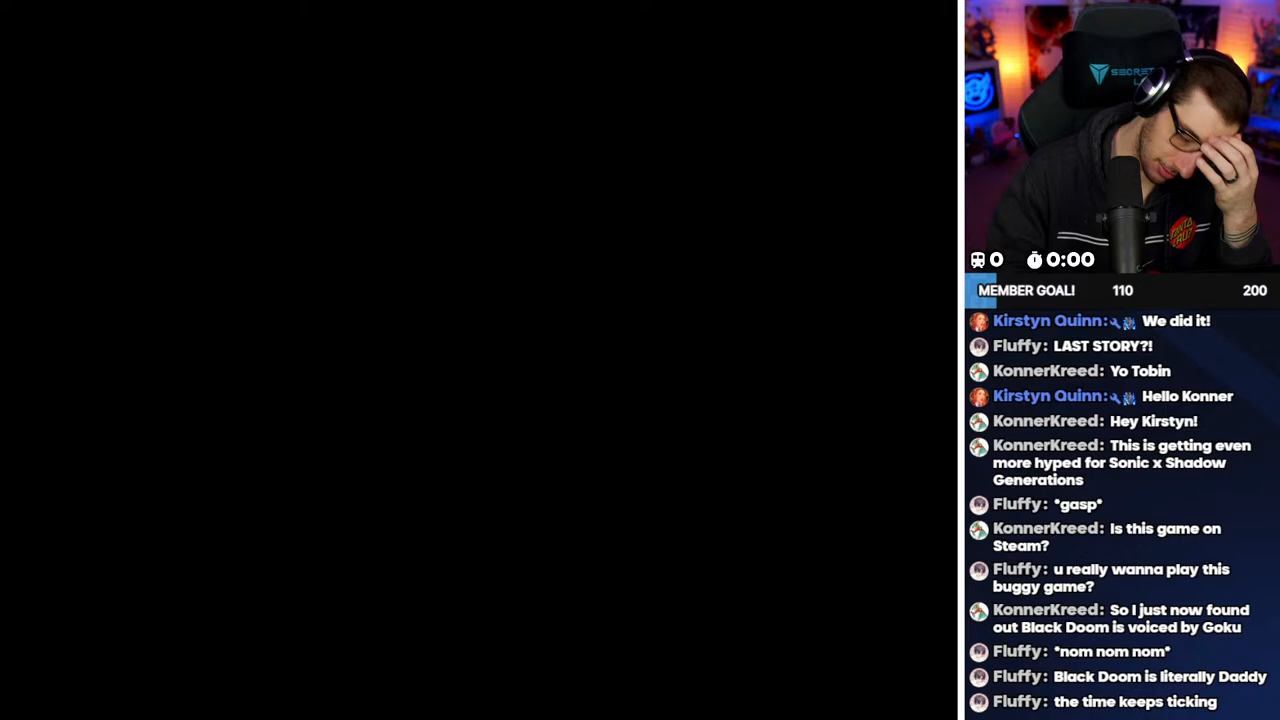 SECRET
L
SANTA
CRUZ
0 0:00
MEMBER GOAL! 110 200
Kirstyn Quinn: We did it!
Fluffy: LAST STORY?!
KonnerKreed: Yo Tobin
Kirstyn Quinn: Hello Konner
KonnerKreed: Hey Kirstyn!
KonnerKreed: This is getting even
more hyped for Sonic x Shadow
Generations
Fluffy: *gasp*
KonnerKreed: Is this game on
Steam?
Fluffy: u really wanna play this
buggy game?
KonnerKreed: So I just now found
out Black Doom is voiced by Goku
Fluffy: *nom nom nom*
Fluffy: Black Doom is literally Daddy
Fluffy: the time keeps ticking